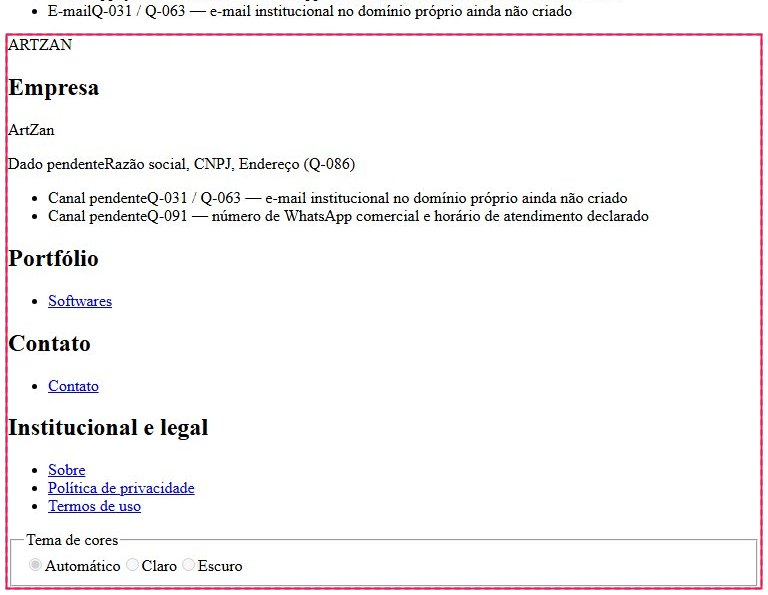 E-mailQ-031 / Q-063 — e-mail institucional no domínio próprio ainda não criado
ARTZAN
Empresa
ArtZan
Dado pendenteRazão social, CNPJ, Endereço (Q-086)
Canal pendenteQ-031 / Q-063 — e-mail institucional no domínio próprio ainda não criado
Canal pendenteQ-091 — número de WhatsApp comercial e horário de atendimento declarado
Portfólio
Softwares
Contato
Contato
Institucional e legal
Sobre
Política de privacidade
Termos de uso
Tema de cores
Automático Claro Escuro